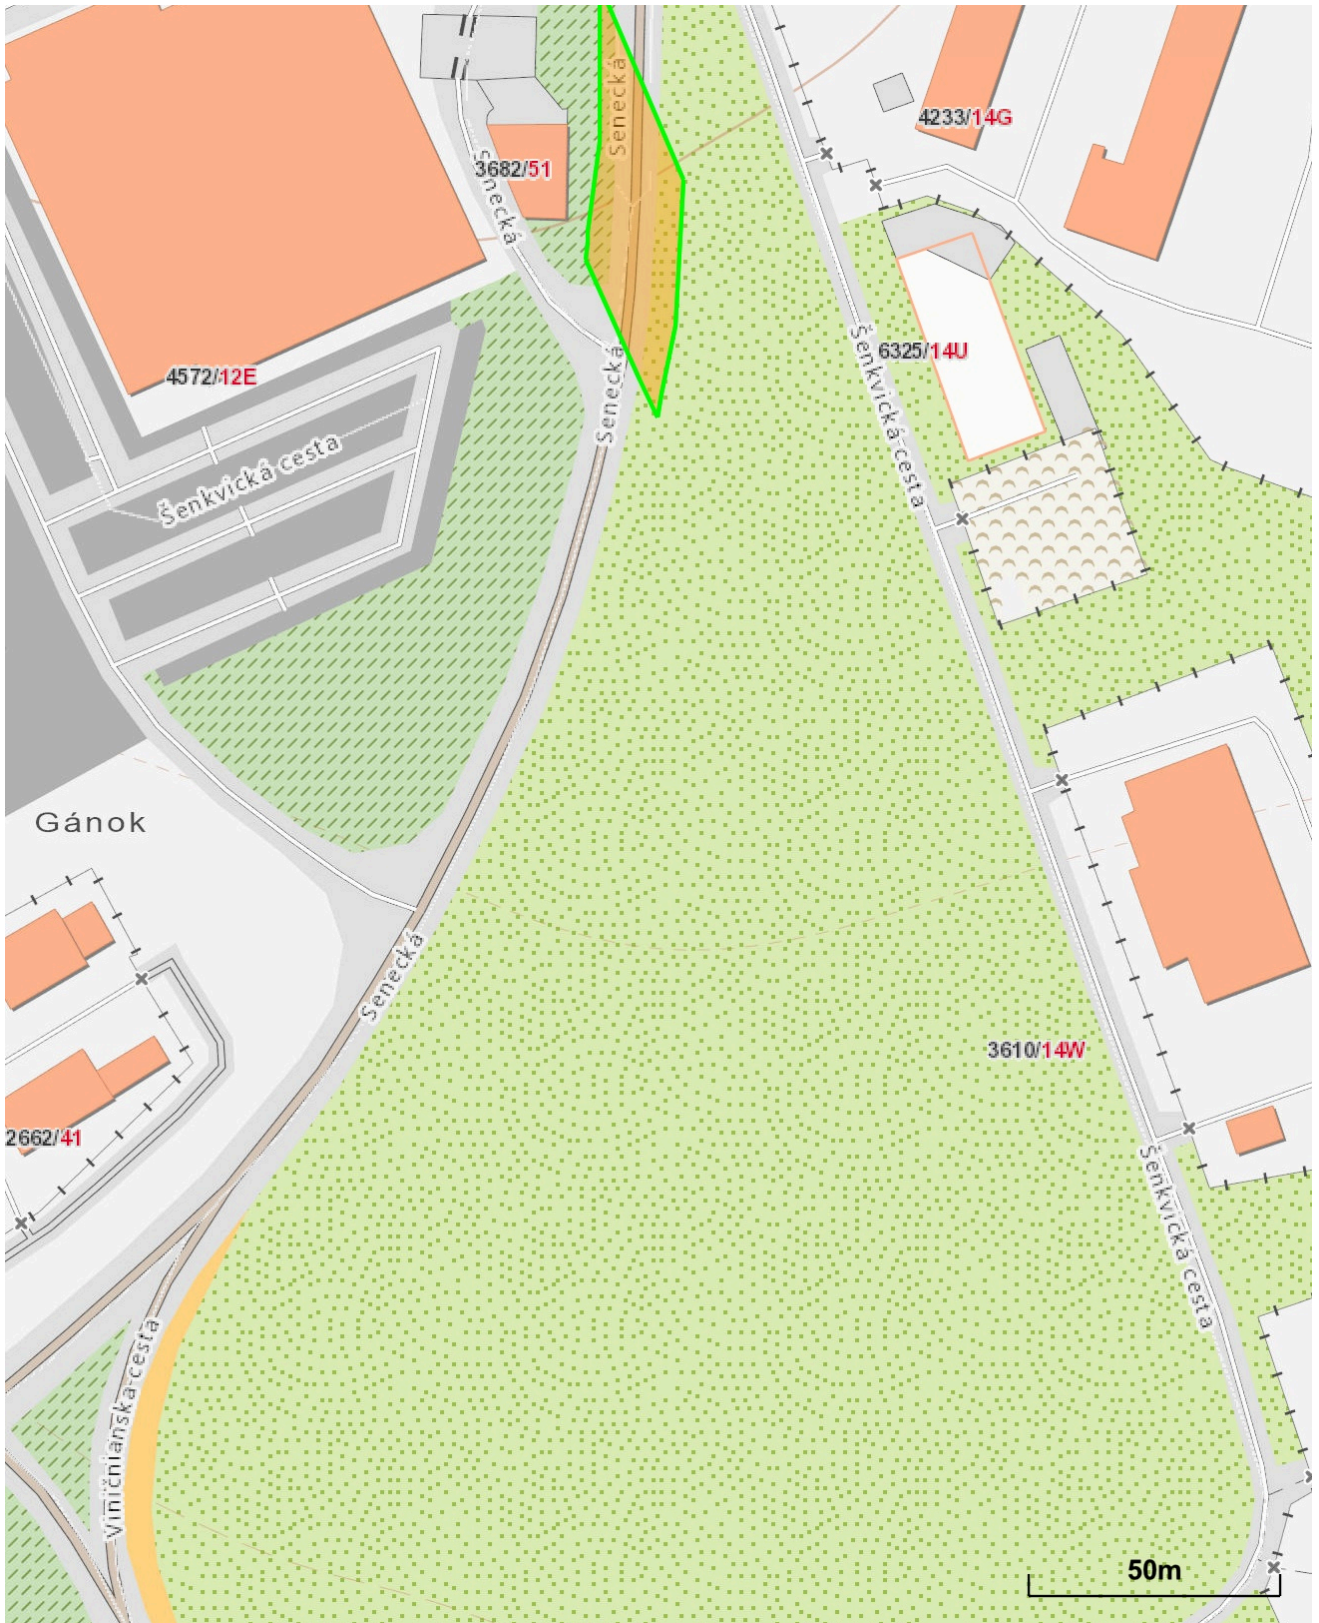 Senecká
4233/14G
3682/51
Senecká
Šenkvická cesta
6325/14U
4572/12E
Senecká
Šenkvická cesta
Gánok
Senecká
3610/14W
2662/41
Šenkvická cesta
Viničnianska cesta
50m